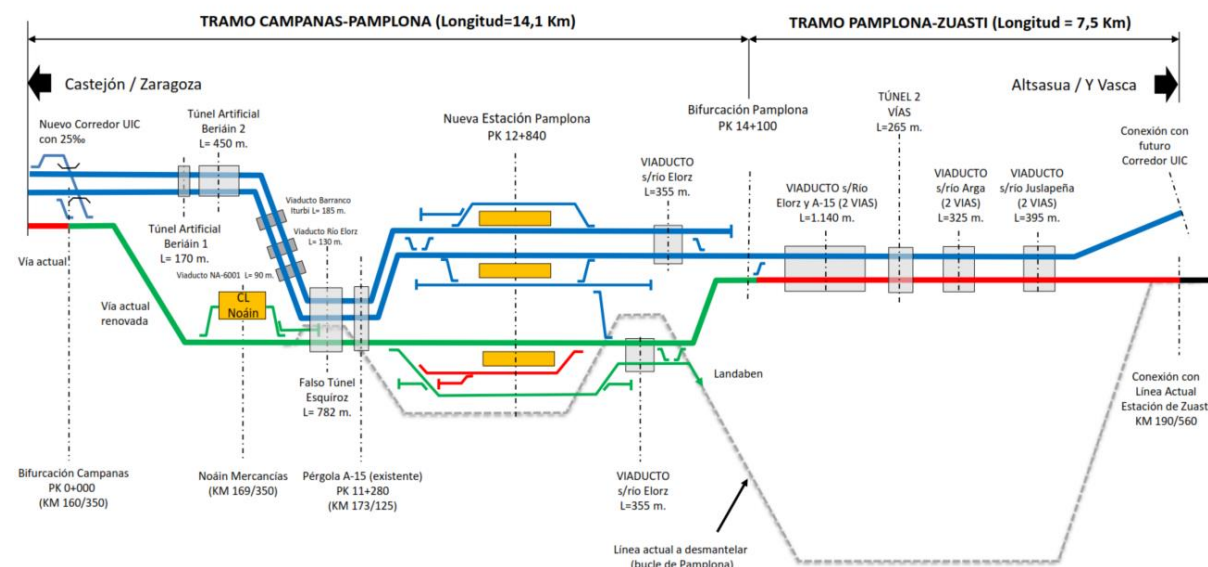 TRAMO CAMPANAS-PAMPLONA (Longitud=14,1 Km)
TRAMO PAMPLONA-ZUASTI (Longitud = 7,5 Km)
Castejón / Zaragoza
Altsasua / Y Vasca
Nuevo Corredor UIC
con 25‰
Túnel Artificial
Beriáin 2
L= 450 m.
Nueva Estación Pamplona
PK 12+840
Bifurcación Pamplona
PK 14+100
TÚNEL 2
VÍAS
L=265 m.
Conexión con
futuro
Corredor UIC
VIADUCTO
s/río Elorz
L=355 m.
VIADUCTO s/Río
Elorz y A-15 (2 VIAS)
L=1.140 m.
VIADUCTO
s/río Arga
(2 VIAS)
L=325 m.
VIADUCTO
s/río Juslapeña
(2 VIAS)
L=395 m.
Viaducto Barranco
Iturbi L= 185 m.
Viaducto Río Elorz
L= 130 m.
Túnel Artificial
Beriáin 1
L= 170 m.
Viaducto NA-6001 L= 90 m.
Vía actual
Vía actual
renovada
CL
Noáin
Falso Túnel
Esquíroz
L= 782 m.
Landaben
Conexión con
Línea Actual
Estación de Zuasti
KM 190/560
Bifurcación Campanas
PK 0+000
(KM 160/350)
Noáin Mercancías
(KM 169/350)
Pérgola A-15 (existente)
PK 11+280
(KM 173/125)
VIADUCTO
s/río Elorz
L=355 m.
Línea actual a desmantelar
(bucle de Pamplona)